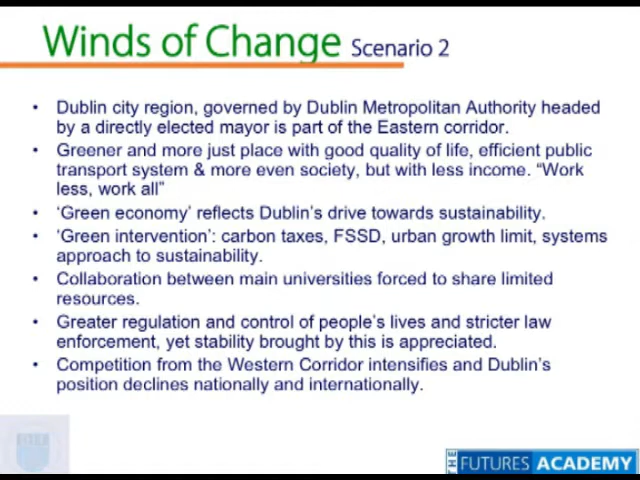 Winds of Change Scenario 2
• Dublin city region, governed by Dublin Metropolitan Authority headed
by a directly elected mayor is part of the Eastern corridor.
• Greener and more just place with good quality of life, efficient public
transport system & more even society, but with less income. “Work
less, work all”
• ‘Green economy’ reflects Dublin’s drive towards sustainability.
• ‘Green intervention’: carbon taxes, FSSD, urban growth limit, systems
approach to sustainability.
• Collaboration between main universities forced to share limited
resources.
• Greater regulation and control of people’s lives and stricter law
enforcement, yet stability brought by this is appreciated.
• Competition from the Western Corridor intensifies and Dublin’s
position declines nationally and internationally.
THE FUTURES ACADEMY